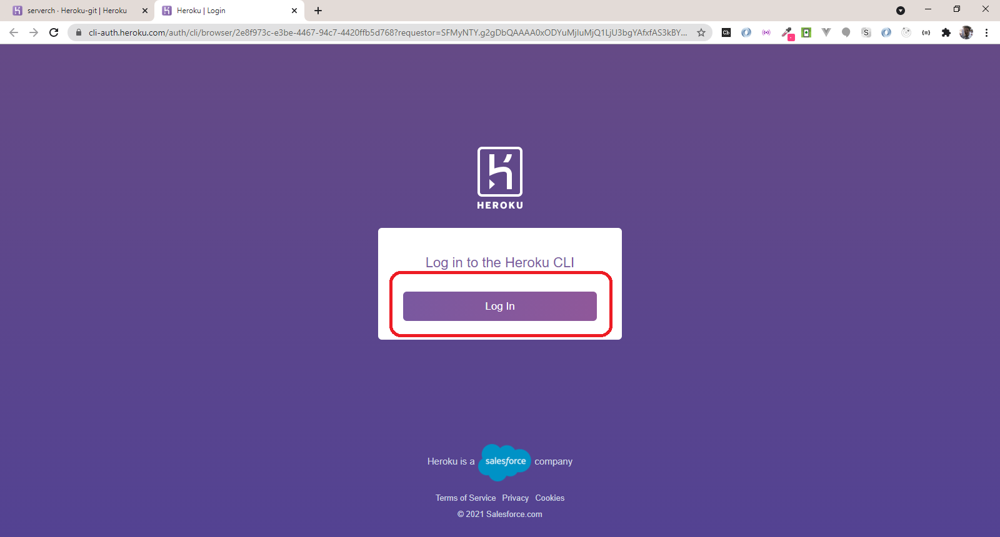 serverch · Heroku-git | Heroku
Heroku | Login
cli-auth.heroku.com/auth/cli/browser/2e8f973c-e3be-4467-94c7-4420ffb5d768?requestor=SFMyNTY.g2gDbQAAAA0xODYuMjIuMjQ1LjU3bgYAfxfAS3kBY...
Cb
S
HEROKU
Log in to the Heroku CLI
Log In
Heroku is a salesforce company
Terms of Service Privacy Cookies
© 2021 Salesforce.com